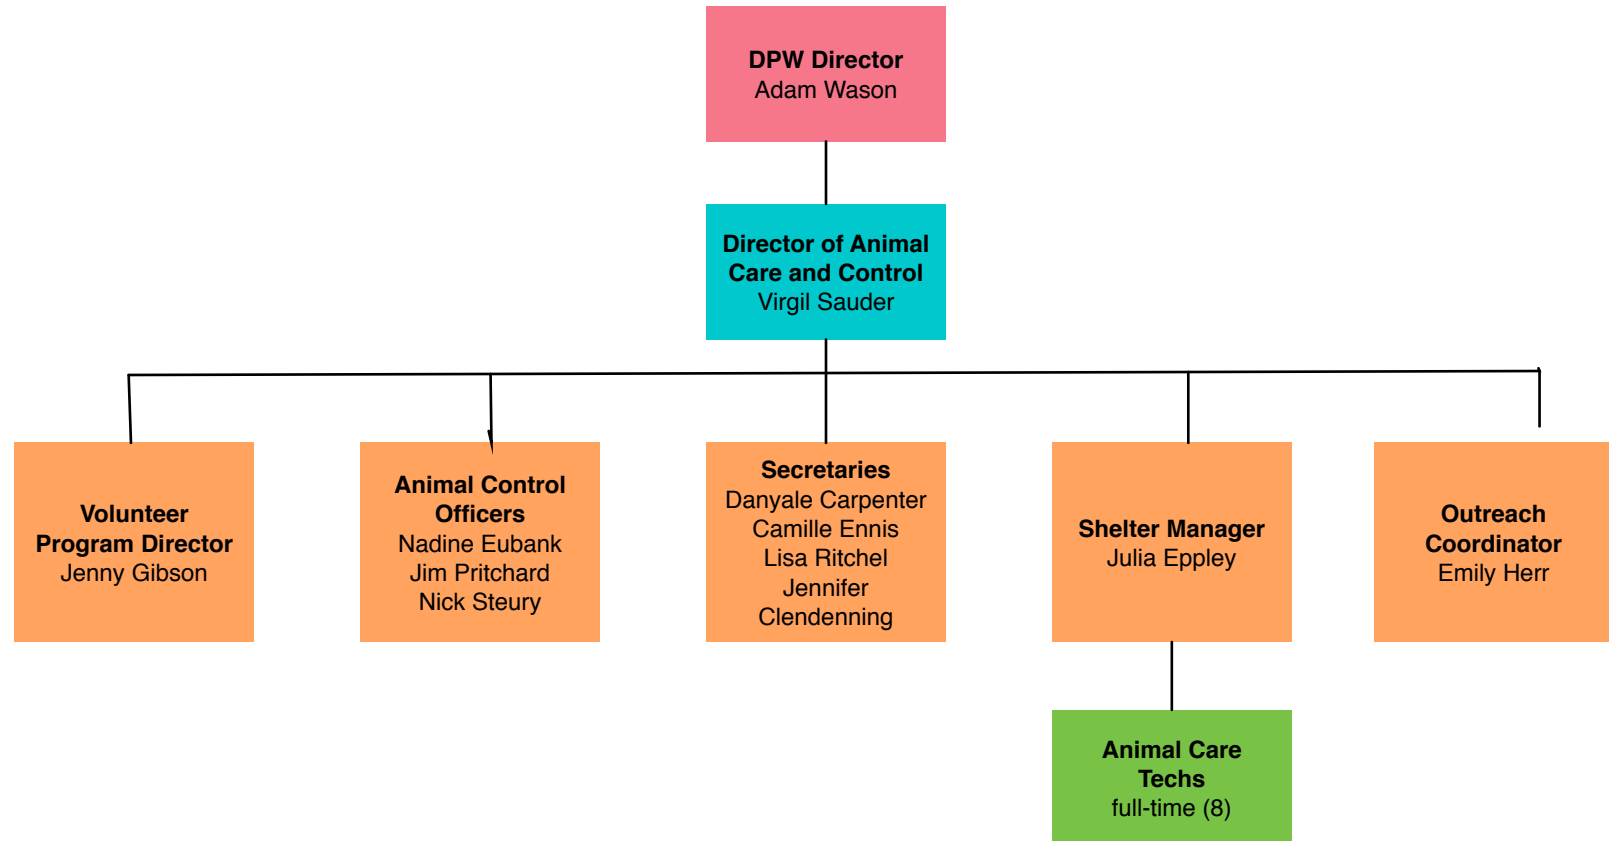 DPW Director
Adam Wason
Director of Animal
Care and Control
Virgil Sauder
Volunteer
Program Director
Jenny Gibson
Animal Control
Officers
Nadine Eubank
Jim Pritchard
Nick Steury
Secretaries
Danyale Carpenter
Camille Ennis
Lisa Ritchel
Jennifer
Clendenning
Shelter Manager
Julia Eppley
Outreach
Coordinator
Emily Herr
Animal Care
Techs
full-time (8)